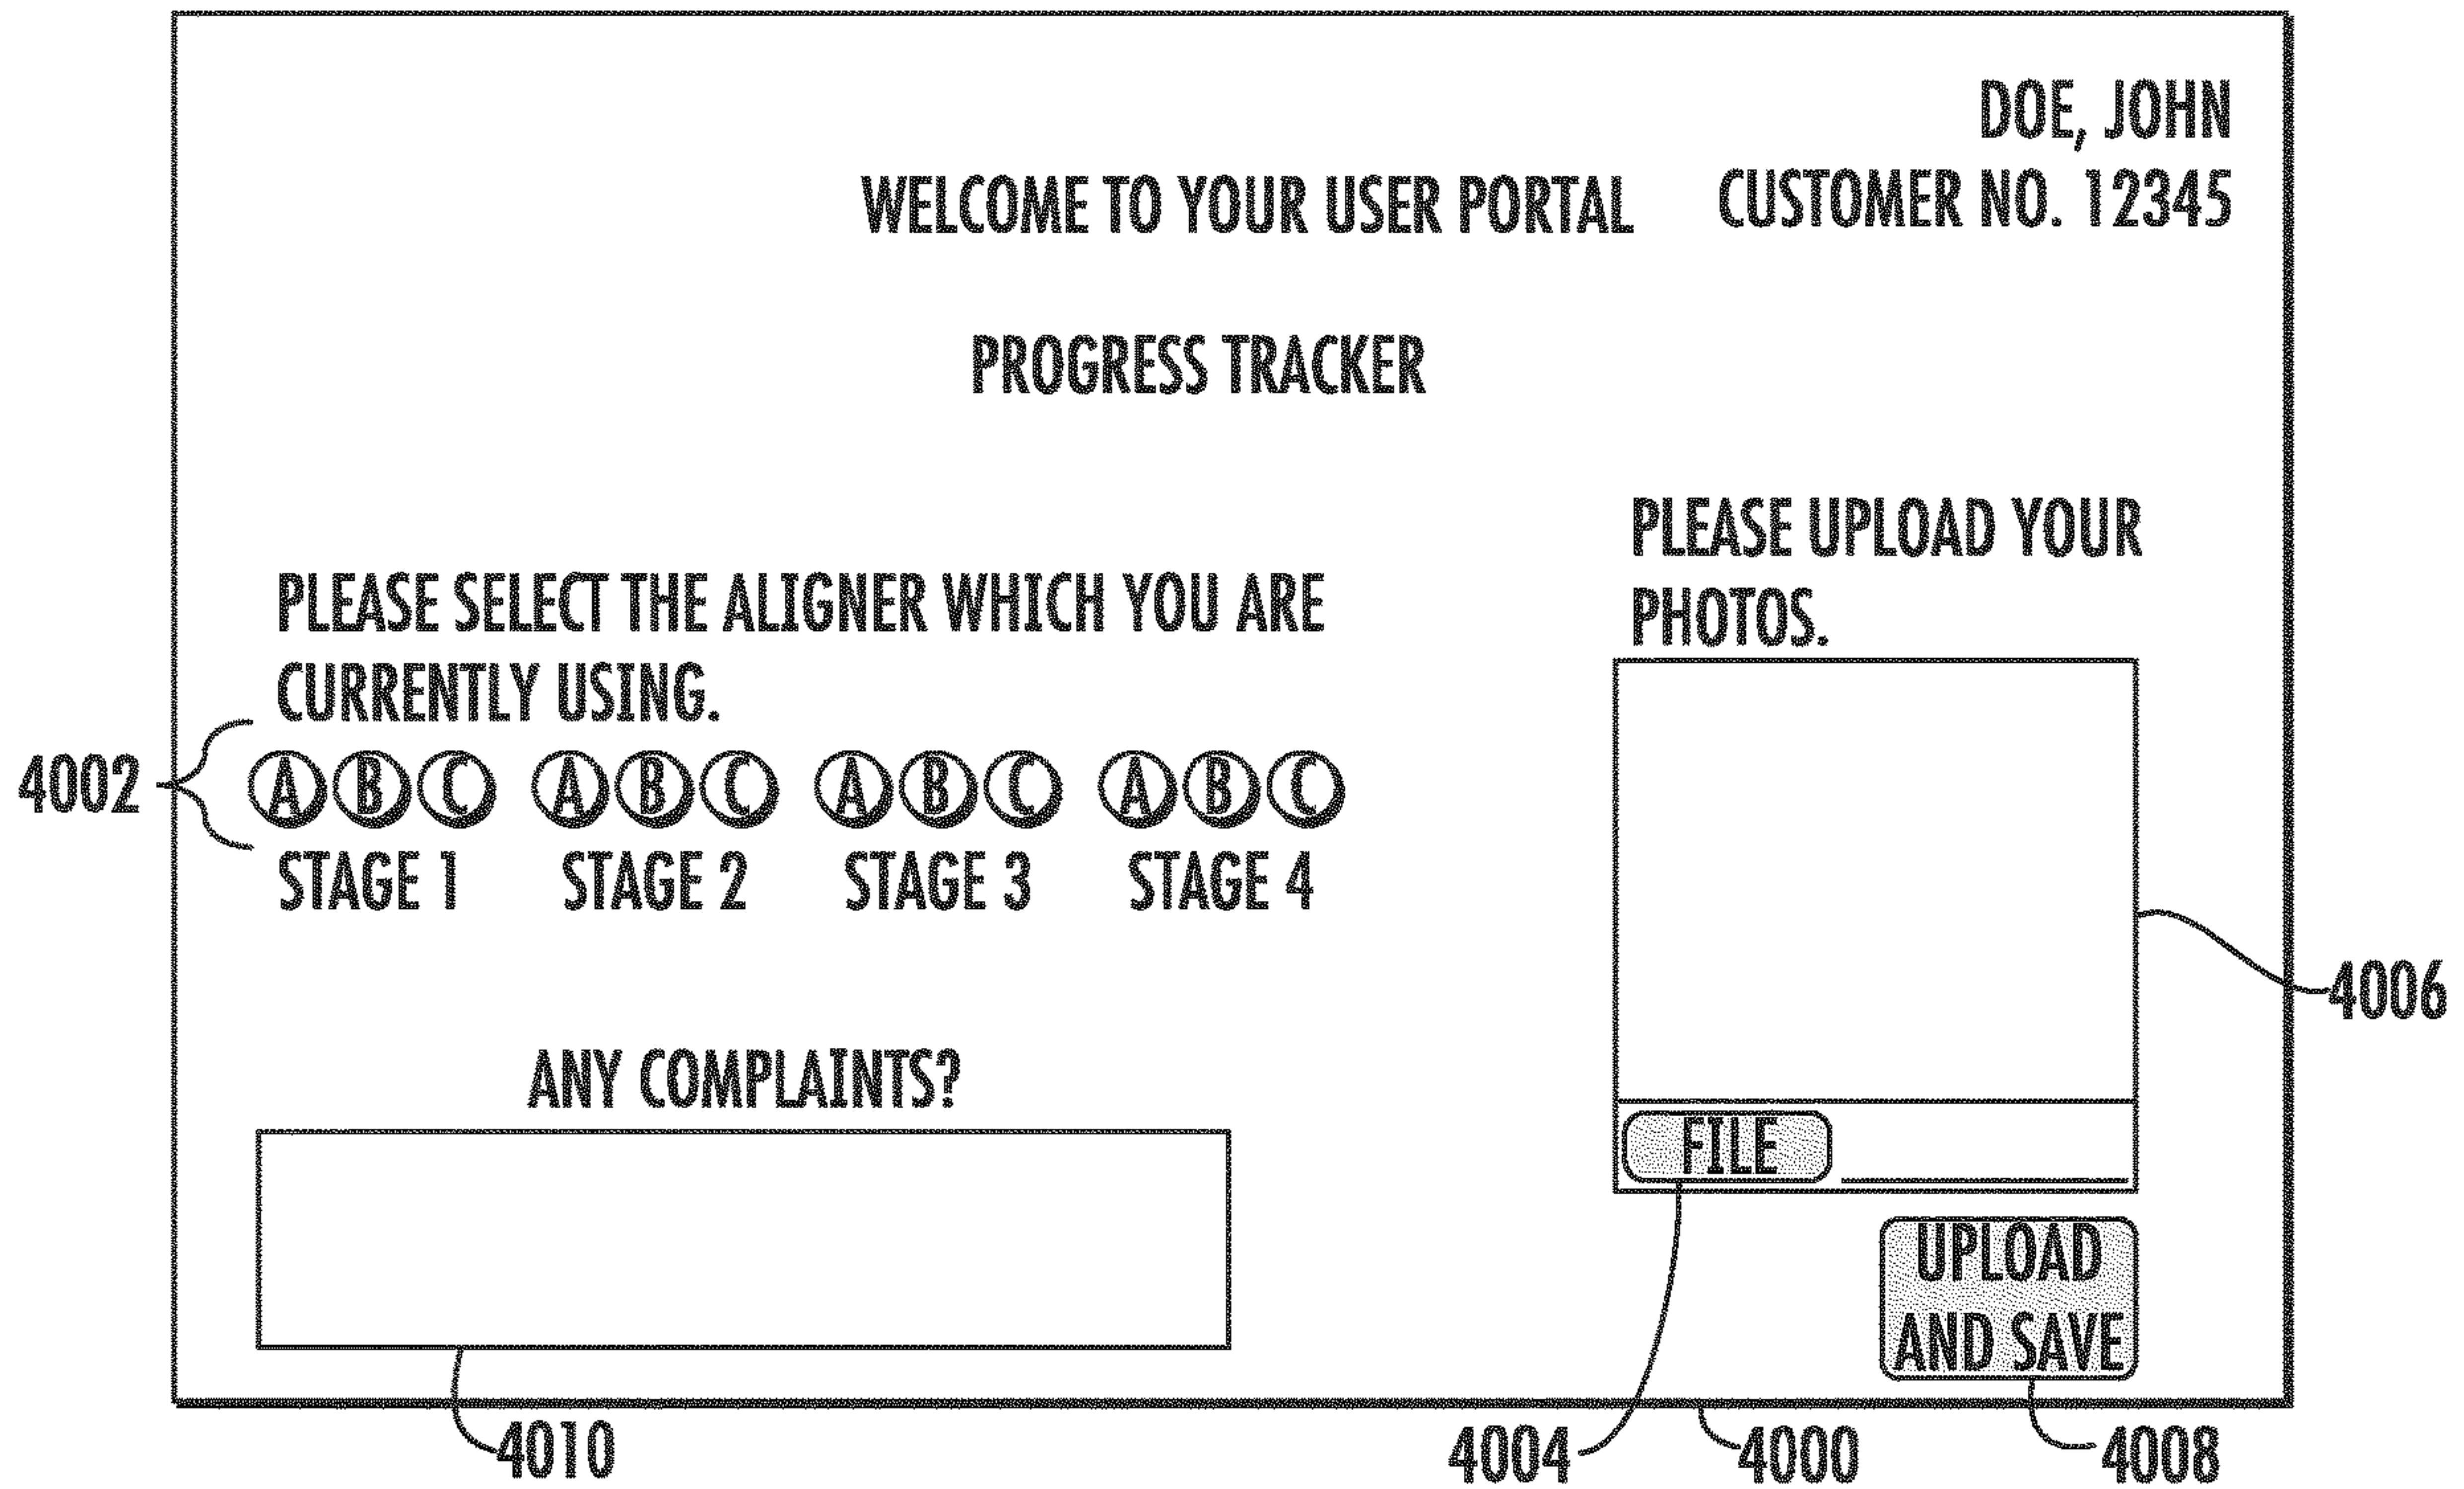 DOE, JOHN
WELCOME TO YOUR USER PORTAL CUSTOMER NO. 12345
PROGRESS TRACKER
PLEASE UPLOAD YOUR
PHOTOS.
PLEASE SELECT THE ALIGNER WHICH YOU ARE
CURRENTLY USING.
4002 A B C A B C A B C A B C
STAGE 1 STAGE 2 STAGE 3 STAGE 4
4006
ANY COMPLAINTS?
FILE
UPLOAD
AND SAVE
4010 4004 4000 4008